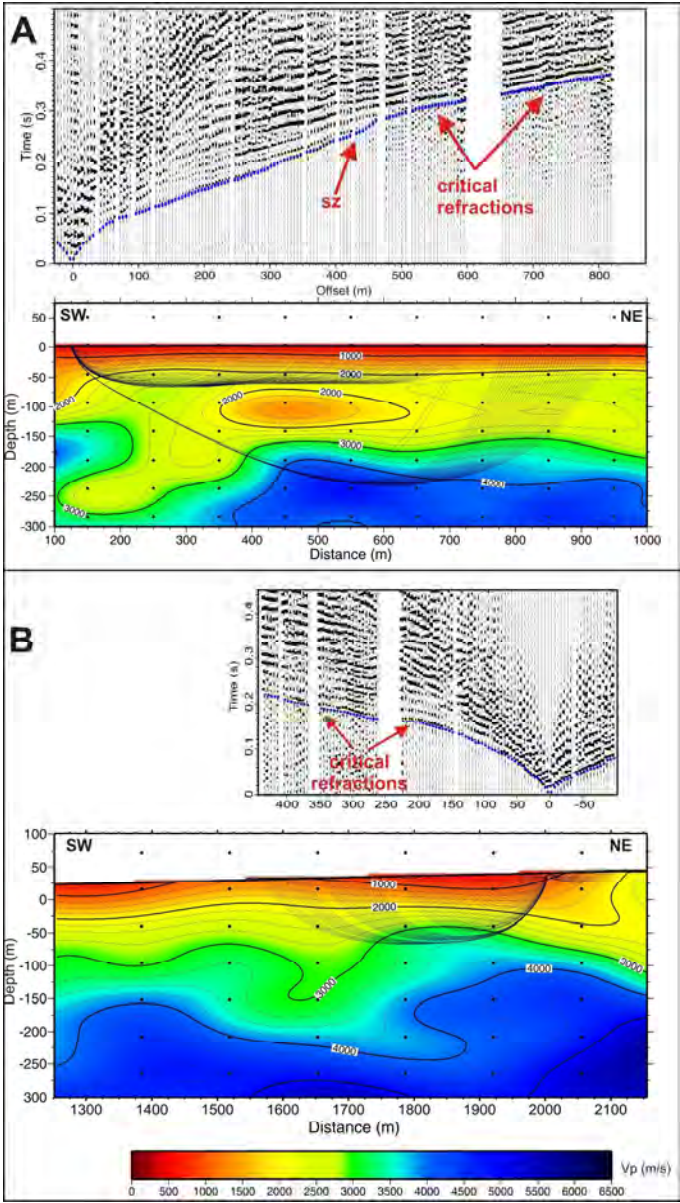 A
Time (s)
0.4
0.3
0.2
0.1
0
sz
critical
refractions
0 100 200 300 400 500 600 700 800
Offset (m)
SW NE
Depth (m)
50
0
-50
-100
-150
-200
-250
-300
1000
2000
2000
2000
2000
3000
3000
4000
100 200 300 400 500 600 700 800 900 1000
Distance (m)
B
Time (s)
0.4
0.3
0.2
0.1
0
critical
refractions
400 350 300 250 200 150 100 50 0 -50
SW NE
Depth (m)
100
50
0
-50
-100
-150
-200
-250
300
1000
2000
3000
3000
4000
4000
1300 1400 1500 1600 1700 1800 1900 2000 2100
Distance (m)
Vp (m/s)
0 500 1000 1500 2000 2500 3000 3500 4000 4500 5000 5500 6000 6500